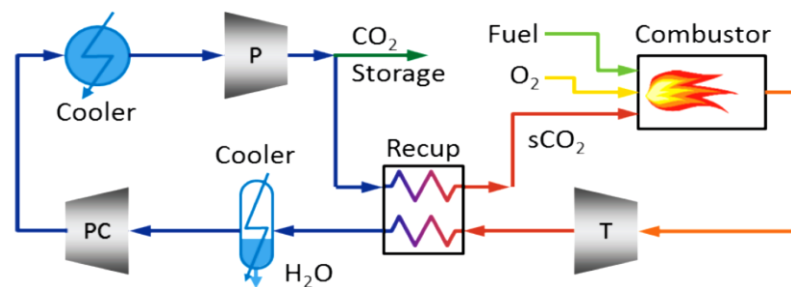 Fuel
Combustor
P
CO₂
Storage
O₂
Cooler
sCO₂
Cooler
Recup
PC
T
H₂O